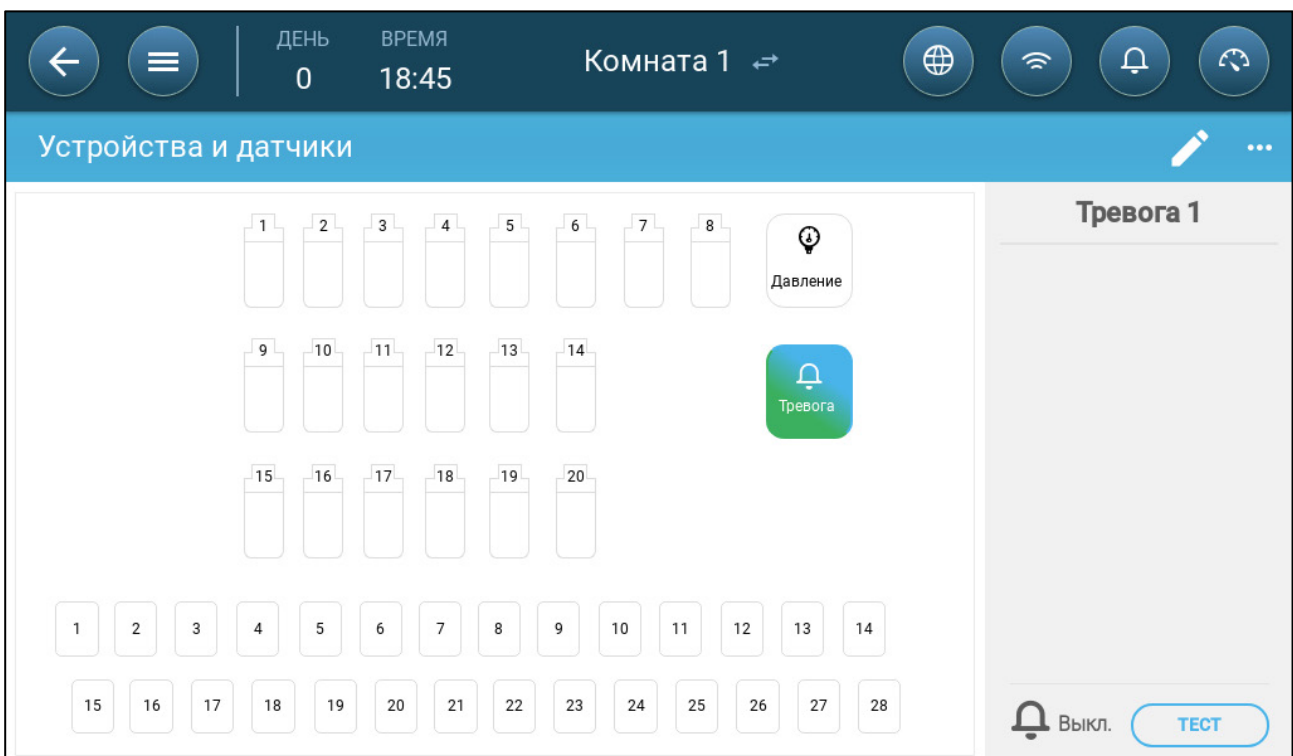 ДЕНЬ ВРЕМЯ
0 18:45 Комната 1
Устройства и датчики
Тревога 1
1 2 3 4 5 6 7 8
Давление
9 10 11 12 13 14
Тревога
15 16 17 18 19 20
1 2 3 4 5 6 7 8 9 10 11 12 13 14
15 16 17 18 19 20 21 22 23 24 25 26 27 28
Выкл. ТЕСТ